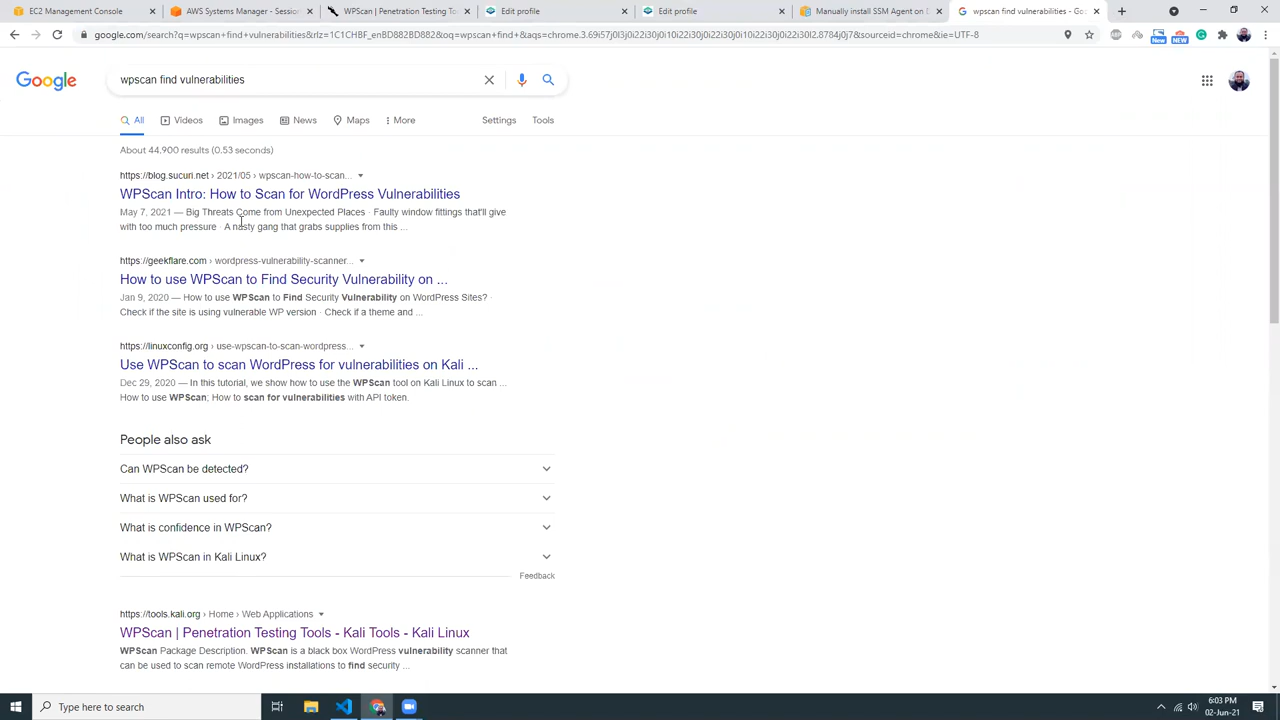 EC2 Management Console
AWS Systems Manager - Session
WPScan | Penetration Testing To
Edit profile
Edit profile
Manually install SSM Agent on E
wpscan find vulnerabilities - Go
google.com/search?q=wpscan+find+vulnerabilities&rlz=1C1CHBF_enBD882BD882&oq=wpscan+find+&aqs=chrome.3.69i57j0l3j0i22i30j0i10i22i30j0i22i30j0i10i22i30j0i22i30l2.8784j0j7&sourceid=chrome&ie=UTF-8
New
NEW
Google
wpscan find vulnerabilities
All
Videos
Images
News
Maps
More
Settings
Tools
About 44,900 results (0.53 seconds)
https://blog.sucuri.net › 2021/05 › wpscan-how-to-scan...
WPScan Intro: How to Scan for WordPress Vulnerabilities
May 7, 2021 — Big Threats Come from Unexpected Places · Faulty window fittings that'll give
with too much pressure · A nasty gang that grabs supplies from this ...
https://geekflare.com › wordpress-vulnerability-scanner...
How to use WPScan to Find Security Vulnerability on ...
Jan 9, 2020 — How to use WPScan to Find Security Vulnerability on WordPress Sites? ·
Check if the site is using vulnerable WP version · Check if a theme and ...
https://linuxconfig.org › use-wpscan-to-scan-wordpress...
Use WPScan to scan WordPress for vulnerabilities on Kali ...
Dec 29, 2020 — In this tutorial, we show how to use the WPScan tool on Kali Linux to scan ...
How to use WPScan; How to scan for vulnerabilities with API token.
People also ask
Can WPScan be detected?
What is WPScan used for?
What is confidence in WPScan?
What is WPScan in Kali Linux?
Feedback
https://tools.kali.org › Home › Web Applications
WPScan | Penetration Testing Tools - Kali Tools - Kali Linux
WPScan Package Description. WPScan is a black box WordPress vulnerability scanner that
can be used to scan remote WordPress installations to find security ...
Type here to search
6:03 PM
02-Jun-21